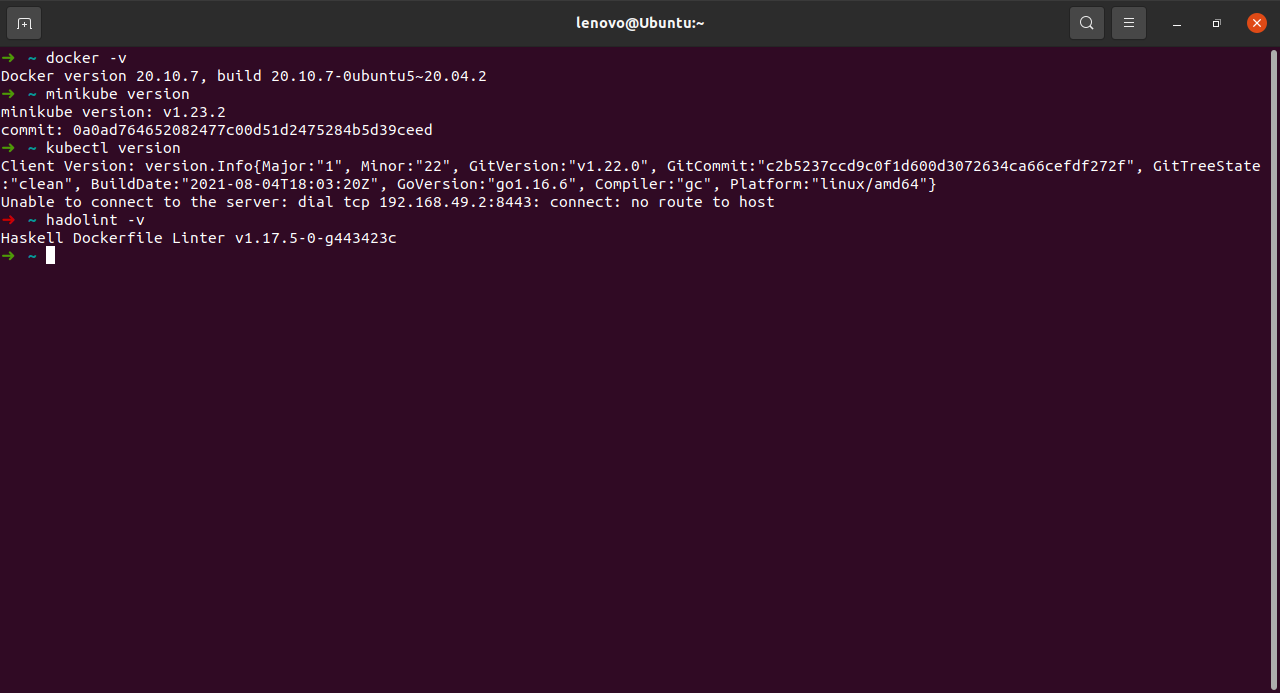 lenovo@Ubuntu:~
➜ ~ docker -v
Docker version 20.10.7, build 20.10.7-0ubuntu5~20.04.2
➜ ~ minikube version
minikube version: v1.23.2
commit: 0a0ad764652082477c00d51d2475284b5d39ceed
➜ ~ kubectl version
Client Version: version.Info{Major:"1", Minor:"22", GitVersion:"v1.22.0", GitCommit:"c2b5237ccd9c0f1d600d3072634ca66cefdf272f", GitTreeState
:"clean", BuildDate:"2021-08-04T18:03:20Z", GoVersion:"go1.16.6", Compiler:"gc", Platform:"linux/amd64"}
Unable to connect to the server: dial tcp 192.168.49.2:8443: connect: no route to host
➜ ~ hadolint -v
Haskell Dockerfile Linter v1.17.5-0-g443423c
➜ ~